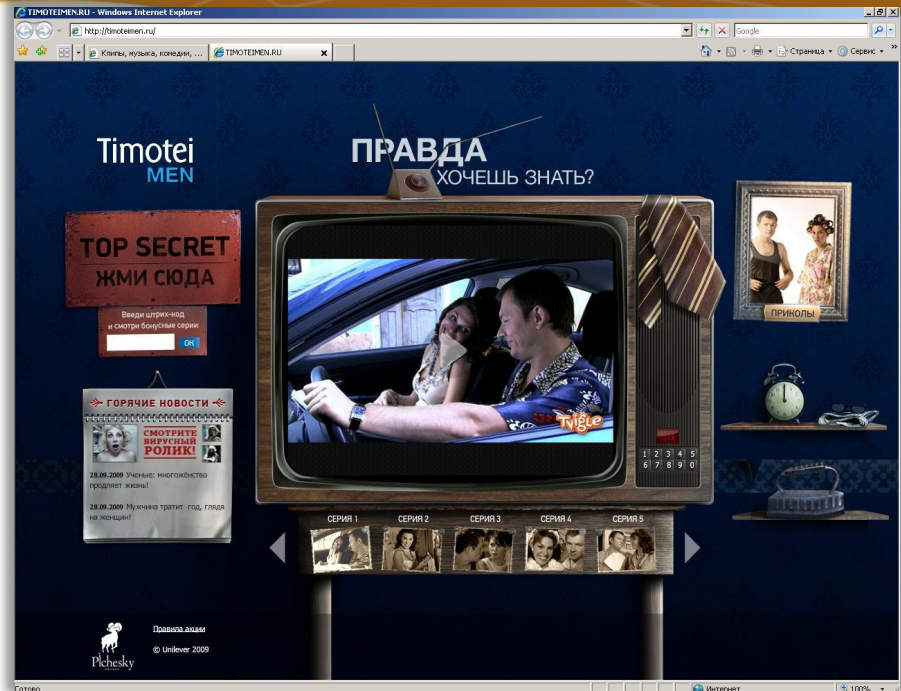 TIMOTEIMEN.RU - Windows Internet Explorer
http://timoteimen.ru/
Google
Клипы, музыка, комедии, ...
TIMOTEIMEN.RU
Страница
Сервис
Timotei
MEN
ПРАВДА
ХОЧЕШЬ ЗНАТЬ?
TOP SECRET
ЖМИ СЮДА
Введи штрих-код
и смотри бонусные серии
ОК
ГОРЯЧИЕ НОВОСТИ
СМОТРИТЕ
ВИРУСНЫЙ
РОЛИК!
28.09.2009 Ученые: многожёнство
продляет жизнь!
28.09.2009 Мужчина тратит год, глядя
на женщин!
Tvigle
1 2 3 4 5
6 7 8 9 0
ПРИКОЛЫ
СЕРИЯ 1
СЕРИЯ 2
СЕРИЯ 3
СЕРИЯ 4
СЕРИЯ 5
Правила акции
© Unilever 2009
Plchesky
Готово
Интернет
100%